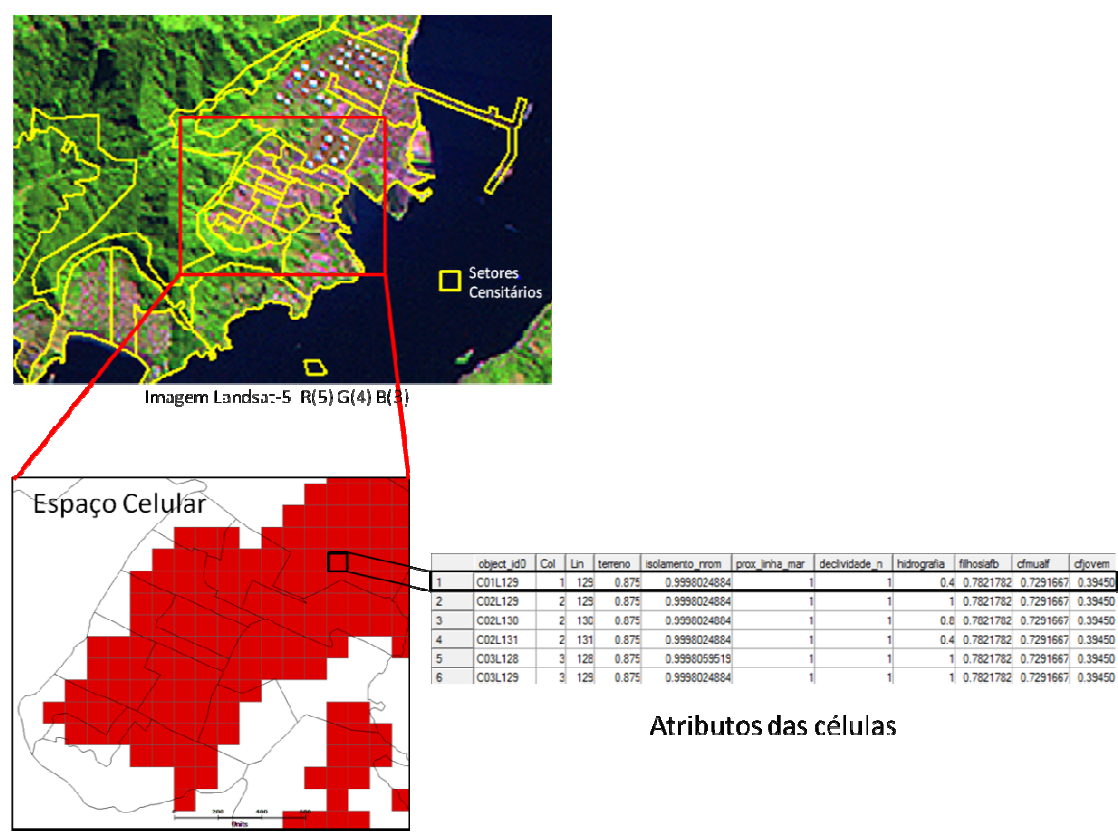 Setores
Censitários
Imagem Landsat-5 R(5) G(4) B(3)
Espaço Celular
object_id0 Col Lin terreno isolamento_nrom prox_linha_mar declividade_n hidrografia filhosiafb cfmualf cfjovem
1 C01L129 1 129 0.875 0.9998024884 1 1 0.4 0.7821782 0.7291667 0.39450
2 C02L129 2 129 0.875 0.9998024884 1 1 1 0.7821782 0.7291667 0.39450
3 C02L130 2 130 0.875 0.9998024884 1 1 0.8 0.7821782 0.7291667 0.39450
4 C02L131 2 131 0.875 0.9998024884 1 1 0.4 0.7821782 0.7291667 0.39450
5 C03L128 3 128 0.875 0.9998059519 1 1 1 0.7821782 0.7291667 0.39450
6 C03L129 3 129 0.875 0.9998024884 1 1 1 0.7821782 0.7291667 0.39450
Atributos das células
200 400
Units